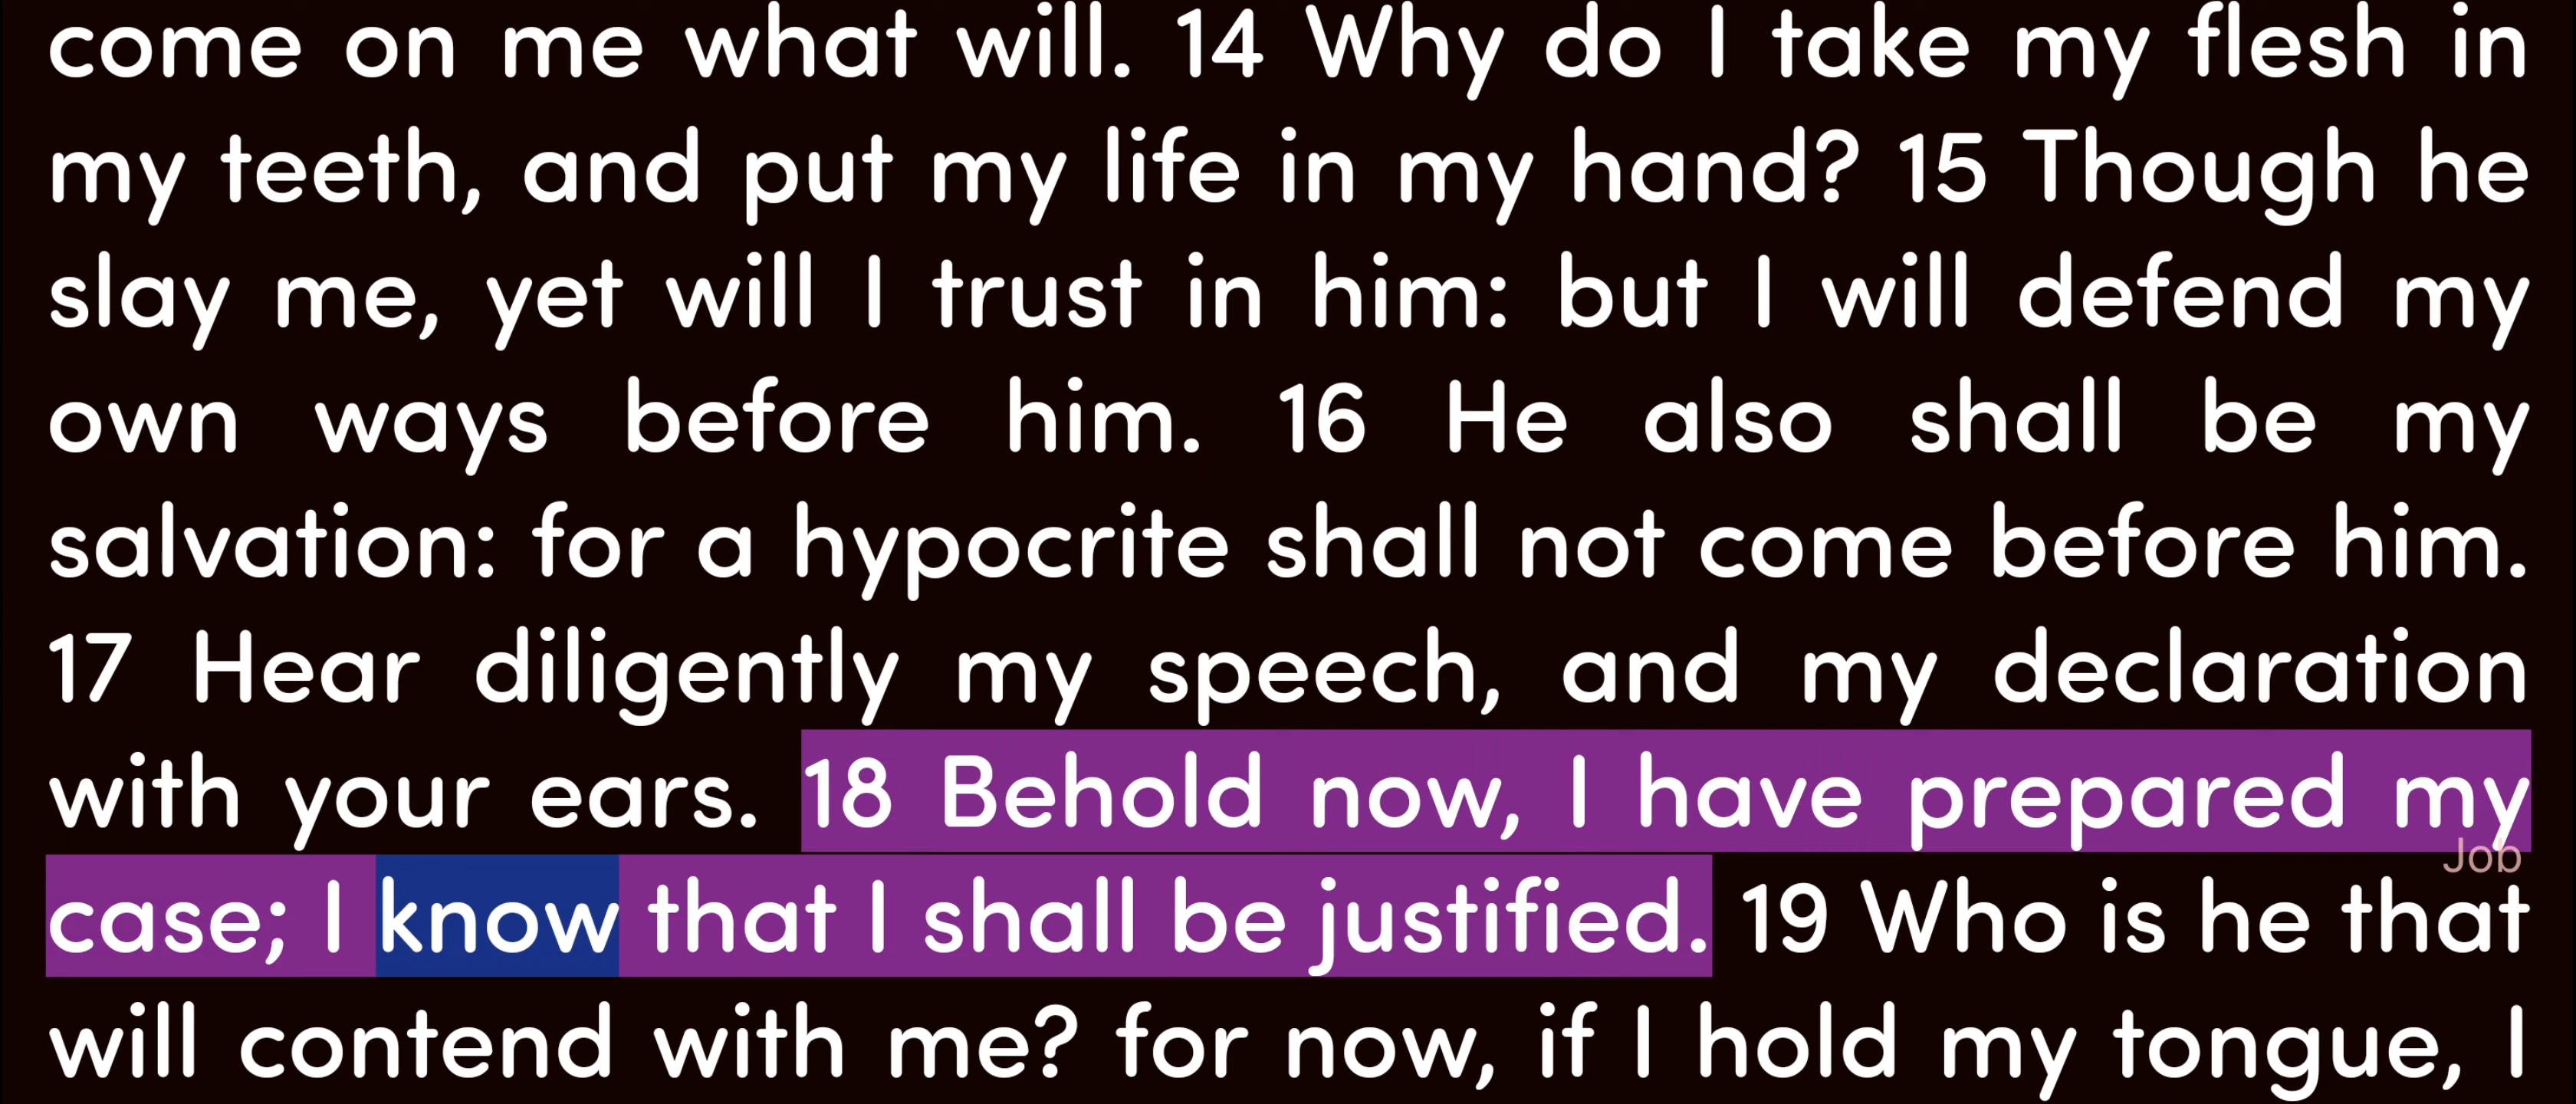 come on me what will. 14 Why do I take my flesh in
my teeth, and put my life in my hand? 15 Though he
slay me, yet will I trust in him: but I will defend my
own ways before him. 16 He also shall be my
salvation: for a hypocrite shall not come before him.
17 Hear diligently my speech, and my declaration
with your ears. 18 Behold now, I have prepared my
Job
case; I know that I shall be justified. 19 Who is he that
will contend with me? for now, if I hold my tongue, I